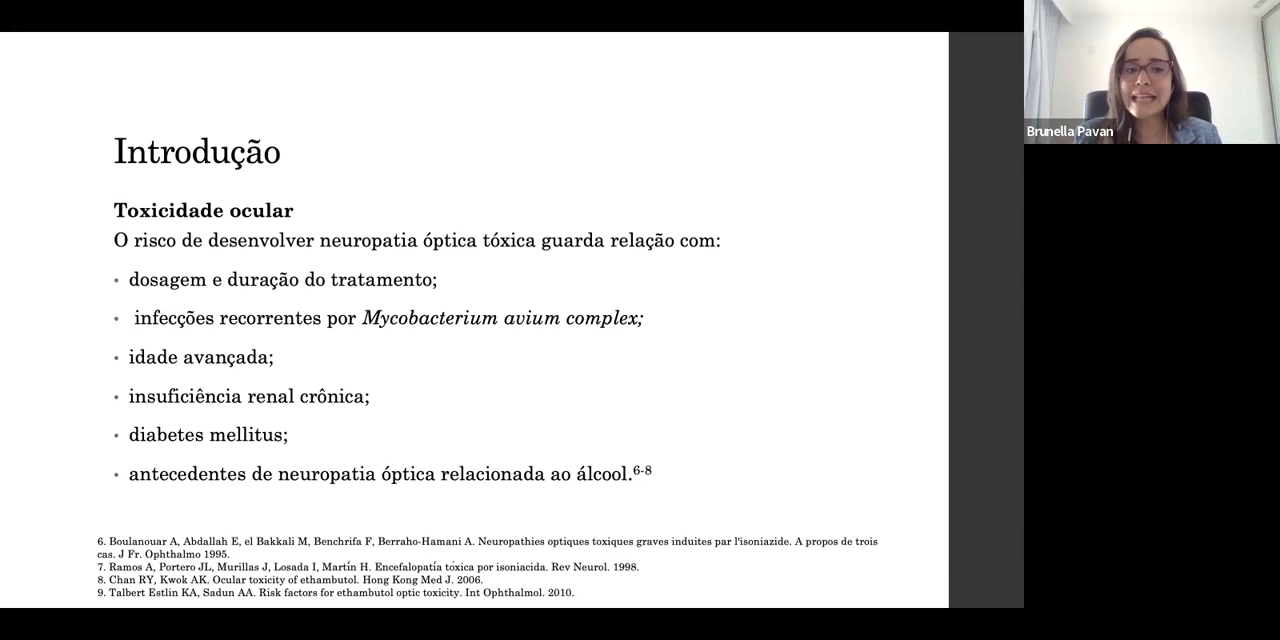 Introdução
Toxicidade ocular
O risco de desenvolver neuropatia óptica tóxica guarda relação com:
• dosagem e duração do tratamento;
• infecções recorrentes por Mycobacterium avium complex;
• idade avançada;
• insuficiência renal crônica;
• diabetes mellitus;
• antecedentes de neuropatia óptica relacionada ao álcool.6-8
6. Boulanouar A, Abdallah E, el Bakkali M, Benchrifa F, Berraho-Hamani A. Neuropathies optiques toxiques graves induites par l'isoniazide. A propos de trois
cas. J Fr. Ophthalmo 1995.
7. Ramos A, Portero JL, Murillas J, Losada I, Martín H. Encefalopatía tóxica por isoniacida. Rev Neurol. 1998.
8. Chan RY, Kwok AK. Ocular toxicity of ethambutol. Hong Kong Med J. 2006.
9. Talbert Estlin KA, Sadun AA. Risk factors for ethambutol optic toxicity. Int Ophthalmol. 2010.
Brunella Pavan